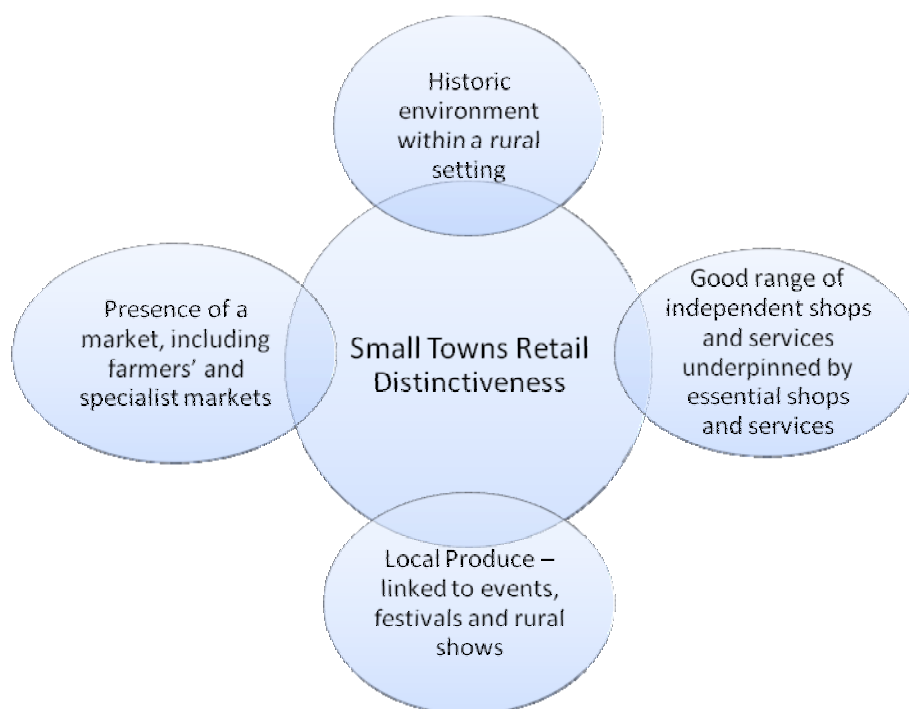 Historic
environment
within a rural
setting
Presence of a
market, including
farmers' and
specialist markets
Small Towns Retail
Distinctiveness
Good range of
independent shops
and services
underpinned by
essential shops
and services
Local Produce –
linked to events,
festivals and rural
shows